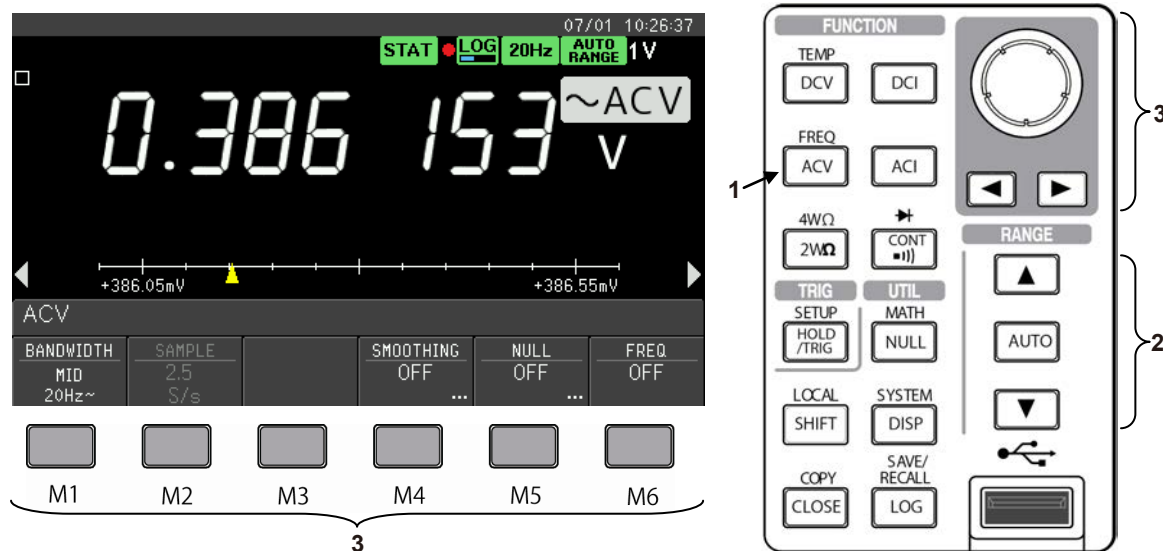 07/01 10:26:37
STAT LOG 20Hz AUTO RANGE 1 V
0.386 153 V
~ACV
+386.05mV +386.55mV
ACV
BANDWIDTH SAMPLE SMOOTHING NULL FREQ
MID 2.5 OFF OFF OFF
20Hz~ S/s ... ...
M1 M2 M3 M4 M5 M6
3
FUNCTION
TEMP
DCV DCI
FREQ
ACV ACI
1
4WΩ
2WΩ CONT
TRIG UTIL
SETUP MATH
HOLD /TRIG NULL
LOCAL SYSTEM
SHIFT DISP
COPY SAVE/ RECALL
CLOSE LOG
3
RANGE
AUTO
2